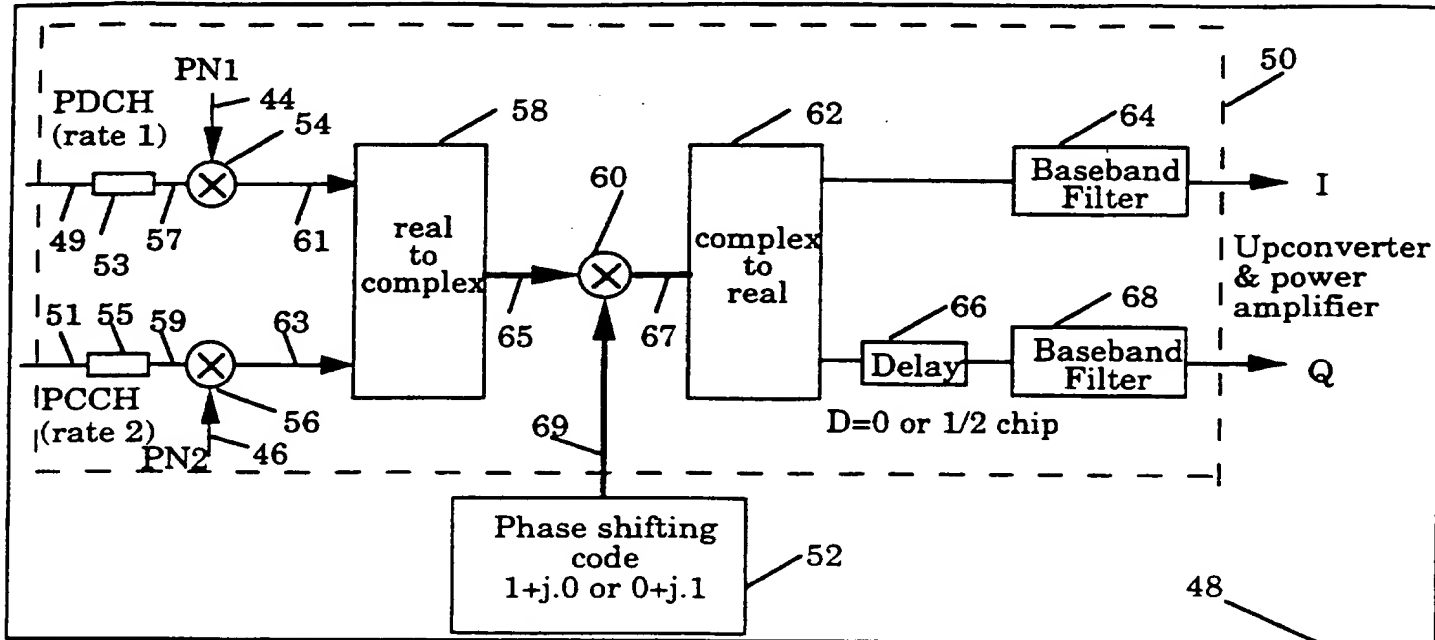 PN1
44
PDCH
(rate 1)
54
49
53
57
61
58
real
to
complex
65
60
67
62
complex
to
real
64
Baseband
Filter
50
I
Upconverter
& power
amplifier
51
55
59
63
PCCH
(rate 2)
56
PN2
46
66
Delay
68
Baseband
Filter
Q
D=0 or 1/2 chip
69
Phase shifting
code
1+j.0 or 0+j.1
52
48